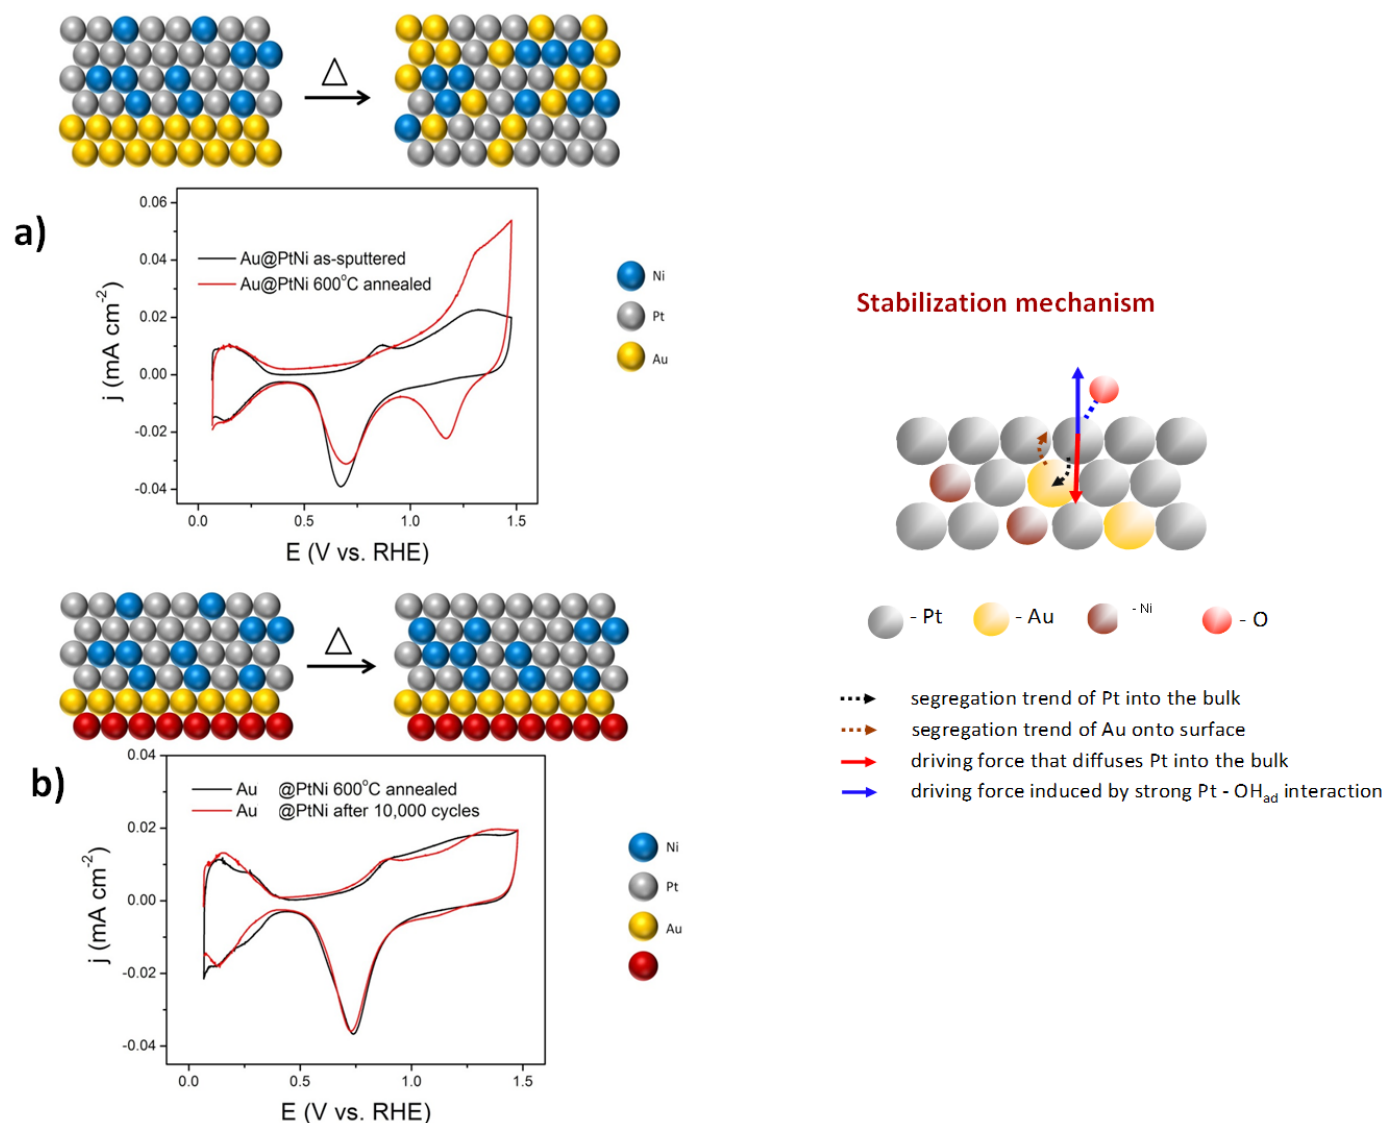 a)
0.06
0.04
0.02
0.00
-0.02
-0.04
j (mA cm⁻²)
Au@PtNi as-sputtered
Au@PtNi 600°C annealed
0.0 0.5 1.0 1.5
E (V vs. RHE)
Ni
Pt
Au
b)
0.04
0.02
0.00
-0.02
-0.04
j (mA cm⁻²)
Au @PtNi 600°C annealed
Au @PtNi after 10,000 cycles
0.0 0.5 1.0 1.5
E (V vs. RHE)
Ni
Pt
Au
Stabilization mechanism
- Pt - Au - Ni - O
segregation trend of Pt into the bulk
segregation trend of Au onto surface
driving force that diffuses Pt into the bulk
driving force induced by strong Pt - OHad interaction